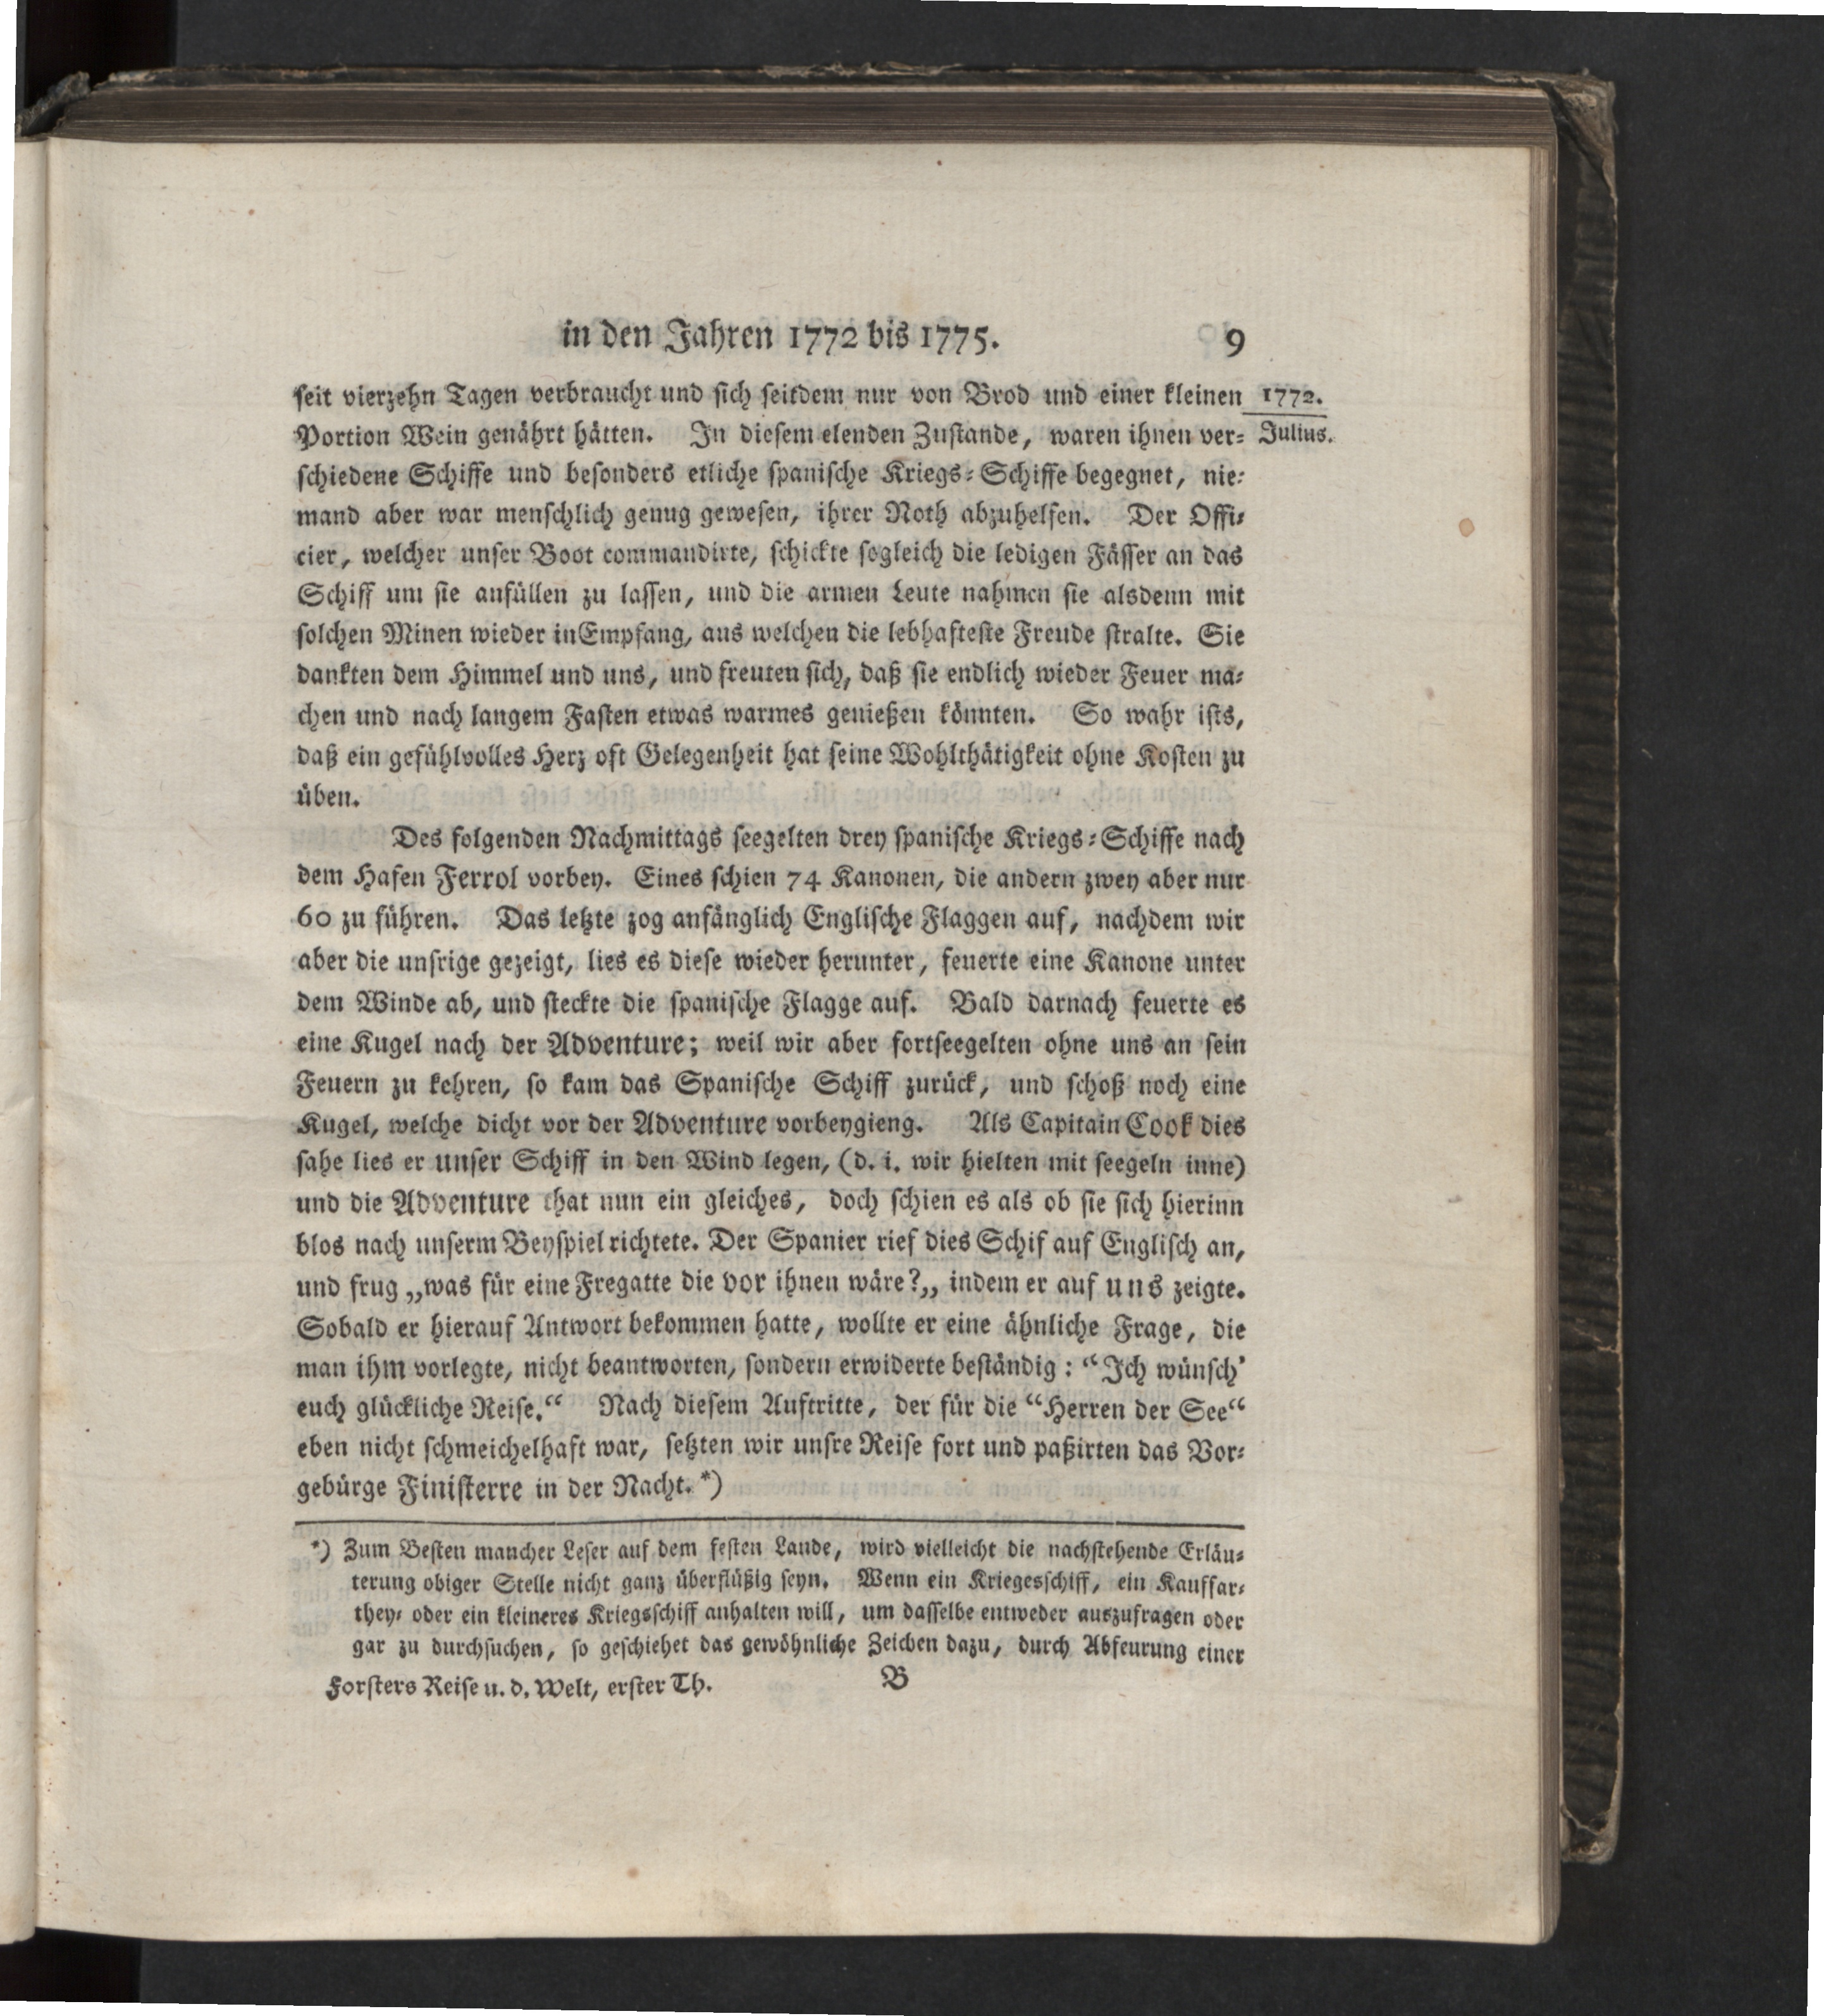 in den Jahren 1772 bis 1775. 9
ſeit vierzehn Tagen verbraucht und ſich ſeitdem nur von Brod und einer kleinen 1772.
Portion Wein genährt hätten. In dieſem elenden Zuſtande, waren ihnen ver⸗ Julius.
ſchiedene Schiffe und beſonders etliche ſpaniſche Kriegs⸗Schiffe begegnet, nie⸗
mand aber war menſchlich genug geweſen, ihrer Noth abzuhelfen. Der Offi⸗
cier, welcher unſer Boot commandirte, ſchickte ſogleich die ledigen Fäſſer an das
Schiff um ſie anfüllen zu laſſen, und die armen Leute nahmen ſie alsdenn mit
ſolchen Minen wieder in Empfang, aus welchen die lebhafteſte Freude ſtralte. Sie
dankten dem Himmel und uns, und freuten ſich, daß ſie endlich wieder Feuer ma⸗
chen und nach langem Faſten etwas warmes genießen könnten. So wahr iſts,
daß ein gefühlvolles Herz oft Gelegenheit hat ſeine Wohlthätigkeit ohne Koſten zu
üben.
Des folgenden Nachmittags ſeegelten drey ſpaniſche Kriegs⸗Schiffe nach
dem Hafen Ferrol vorbey. Eines ſchien 74 Kanonen, die andern zwey aber nur
60 zu führen. Das letzte zog anfänglich Engliſche Flaggen auf, nachdem wir
aber die unſrige gezeigt, lies es dieſe wieder herunter, feuerte eine Kanone unter
dem Winde ab, und ſteckte die ſpaniſche Flagge auf. Bald darnach feuerte es
eine Kugel nach der Adventure; weil wir aber fortſeegelten ohne uns an ſein
Feuern zu kehren, ſo kam das Spaniſche Schiff zurück, und ſchoß noch eine
Kugel, welche dicht vor der Adventure vorbeygieng. Als Capitain Cook dies
ſahe lies er unſer Schiff in den Wind legen, (d. i. wir hielten mit ſeegeln inne)
und die Adventure that nun ein gleiches, doch ſchien es als ob ſie ſich hierinn
blos nach unſerm Beyſpiel richtete. Der Spanier rief dies Schif auf Engliſch an,
und frug „was für eine Fregatte die vor ihnen wäre?„ indem er auf uns zeigte.
Sobald er hierauf Antwort bekommen hatte, wollte er eine ähnliche Frage, die
man ihm vorlegte, nicht beantworten, ſondern erwiderte beſtändig: “Ich wünſch’
euch glückliche Reiſe.“ Nach dieſem Auftritte, der für die “Herren der See“
eben nicht ſchmeichelhaft war, ſetzten wir unſre Reiſe fort und paßirten das Vor⸗
gebürge Finiſterre in der Nacht. *)
*) Zum Beſten mancher Leſer auf dem feſten Lande, wird vielleicht die nachſtehende Erläu⸗
terung obiger Stelle nicht ganz überflüßig ſeyn. Wenn ein Kriegesſchiff, ein Kauffar⸗
they⸗ oder ein kleineres Kriegsſchiff anhalten will, um daſſelbe entweder auszufragen oder
gar zu durchſuchen, ſo geſchiehet das gewöhnliche Zeichen dazu, durch Abfeurung einer
Forſters Reiſe u. d. Welt, erſter Th. B